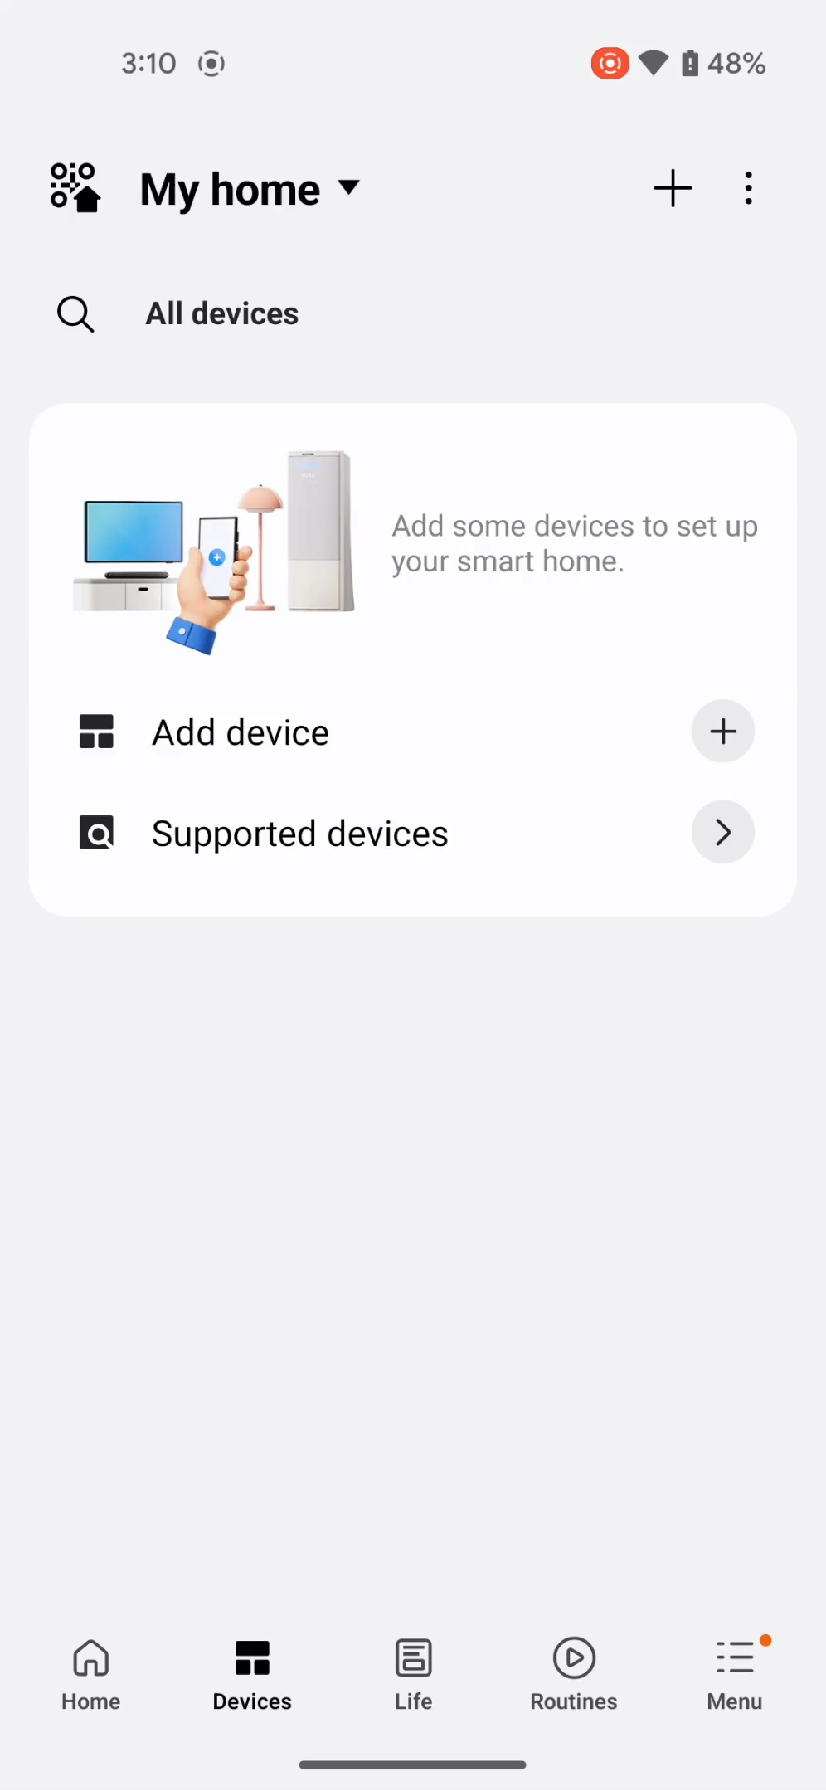 3:10
48%
My home
All devices
Add some devices to set up
your smart home.
Add device
Supported devices
Home
Devices
Life
Routines
Menu